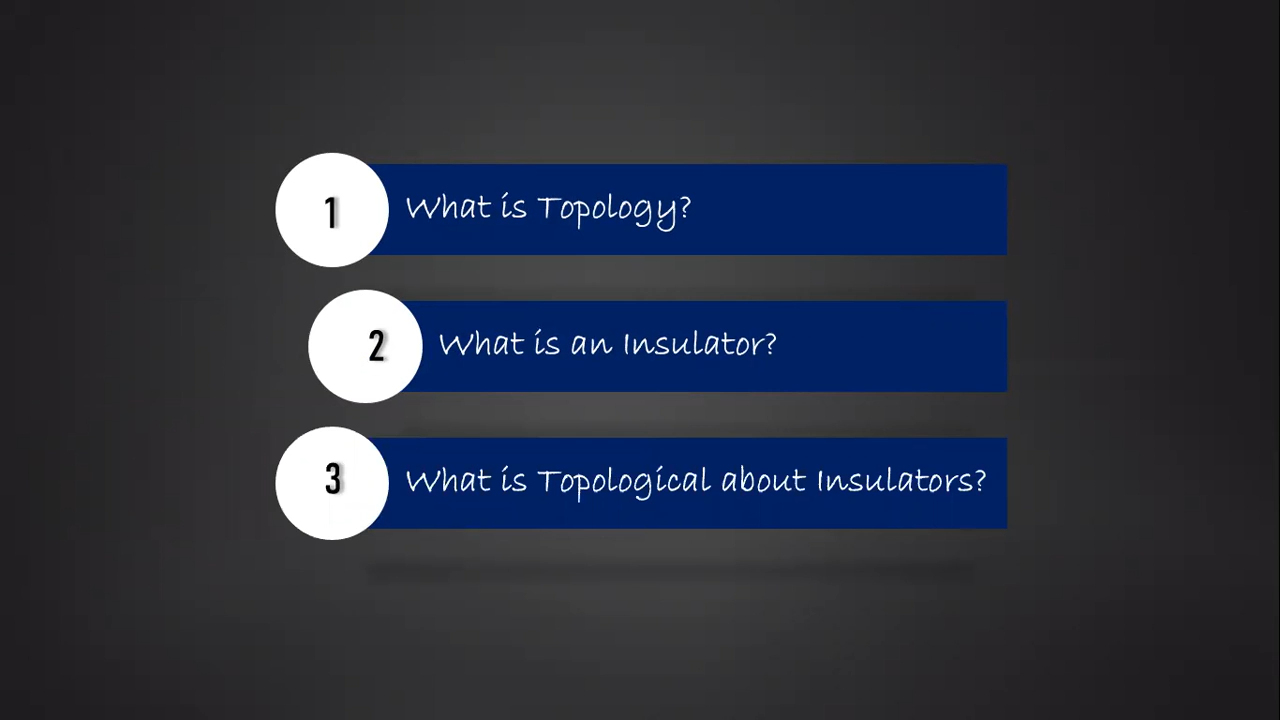 1
What is Topology?
2
What is an Insulator?
3
What is Topological about Insulators?